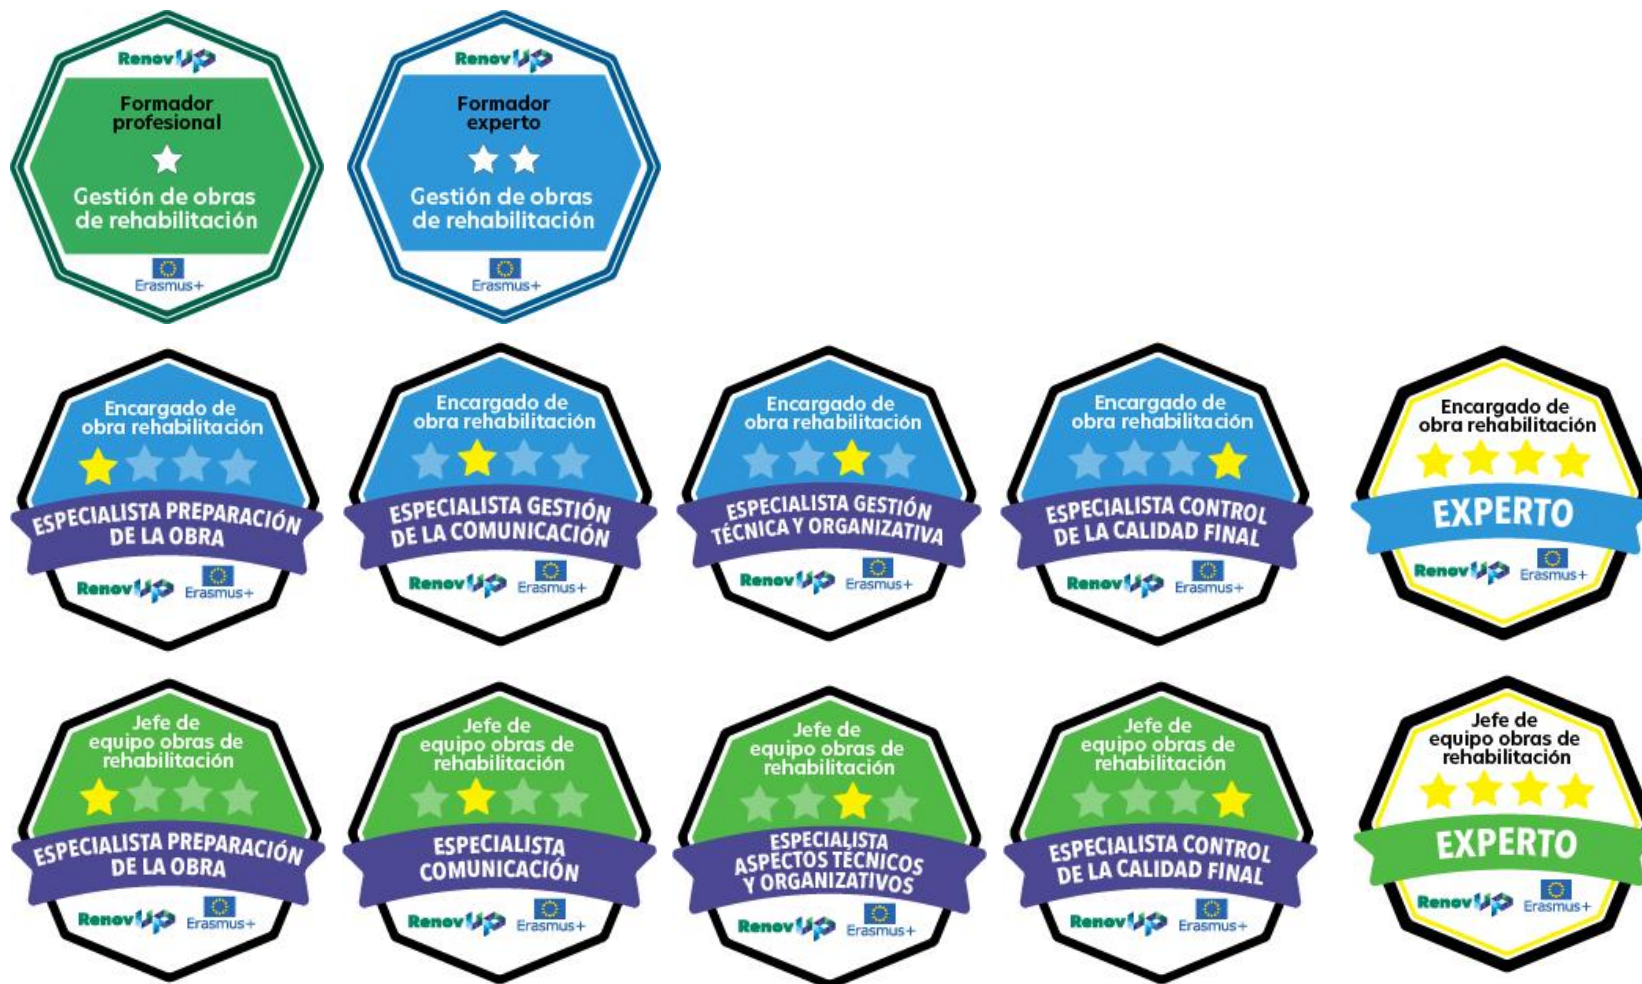 RenovUp
Formador
profesional
Gestión de obras
de rehabilitación
Erasmus+
RenovUp
Formador
experto
Gestión de obras
de rehabilitación
Erasmus+
Encargado de
obra rehabilitación
ESPECIALISTA PREPARACIÓN
DE LA OBRA
RenovUp Erasmus+
Encargado de
obra rehabilitación
ESPECIALISTA GESTIÓN
DE LA COMUNICACIÓN
RenovUp Erasmus+
Encargado de
obra rehabilitación
ESPECIALISTA GESTIÓN
TÉCNICA Y ORGANIZATIVA
RenovUp Erasmus+
Encargado de
obra rehabilitación
ESPECIALISTA CONTROL
DE LA CALIDAD FINAL
RenovUp Erasmus+
Encargado de
obra rehabilitación
EXPERTO
RenovUp Erasmus+
Jefe de
equipo obras de
rehabilitación
ESPECIALISTA PREPARACIÓN
DE LA OBRA
RenovUp Erasmus+
Jefe de
equipo obras de
rehabilitación
ESPECIALISTA
COMUNICACIÓN
RenovUp Erasmus+
Jefe de
equipo obras de
rehabilitación
ESPECIALISTA
ASPECTOS TÉCNICOS
Y ORGANIZATIVOS
RenovUp Erasmus+
Jefe de
equipo obras de
rehabilitación
ESPECIALISTA CONTROL
DE LA CALIDAD FINAL
RenovUp Erasmus+
Jefe de
equipo obras de
rehabilitación
EXPERTO
RenovUp Erasmus+